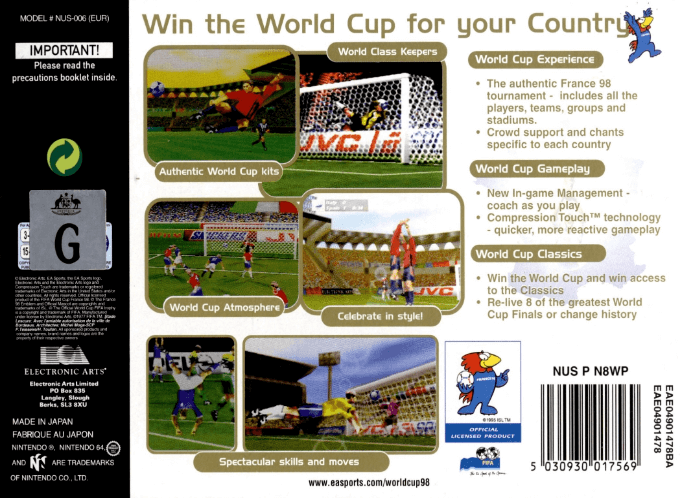 MODEL # NUS-006 (EUR)
IMPORTANT!
Please read the
precautions booklet inside.
G
ELECTRONIC ARTS
Electronic Arts Limited
PO Box 835
Langley, Slough
Berks, SL3 8XU
MADE IN JAPAN
FABRIQUE AU JAPON
NINTENDO ®, NINTENDO 64,
AND ARE TRADEMARKS
OF NINTENDO CO., LTD.
Win the World Cup for your Country
World Class Keepers
JVC
Authentic World Cup kits
World Cup Atmosphere
Celebrate in style!
JVC
Spectacular skills and moves
www.easports.com/worldcup98
World Cup Experience
• The authentic France 98
tournament - includes all the
players, teams, groups and
stadiums.
• Crowd support and chants
specific to each country
World Cup Gameplay
• New In-game Management -
coach as you play
• Compression Touch™ technology
- quicker, more reactive gameplay
World Cup Classics
• Win the World Cup and win access
to the Classics
• Re-live 8 of the greatest World
Cup Finals or change history
OFFICIAL
LICENSED PRODUCT
FIFA
NUS P N8WP
5 030930 017569
EAE04901478BA
EAE04901478